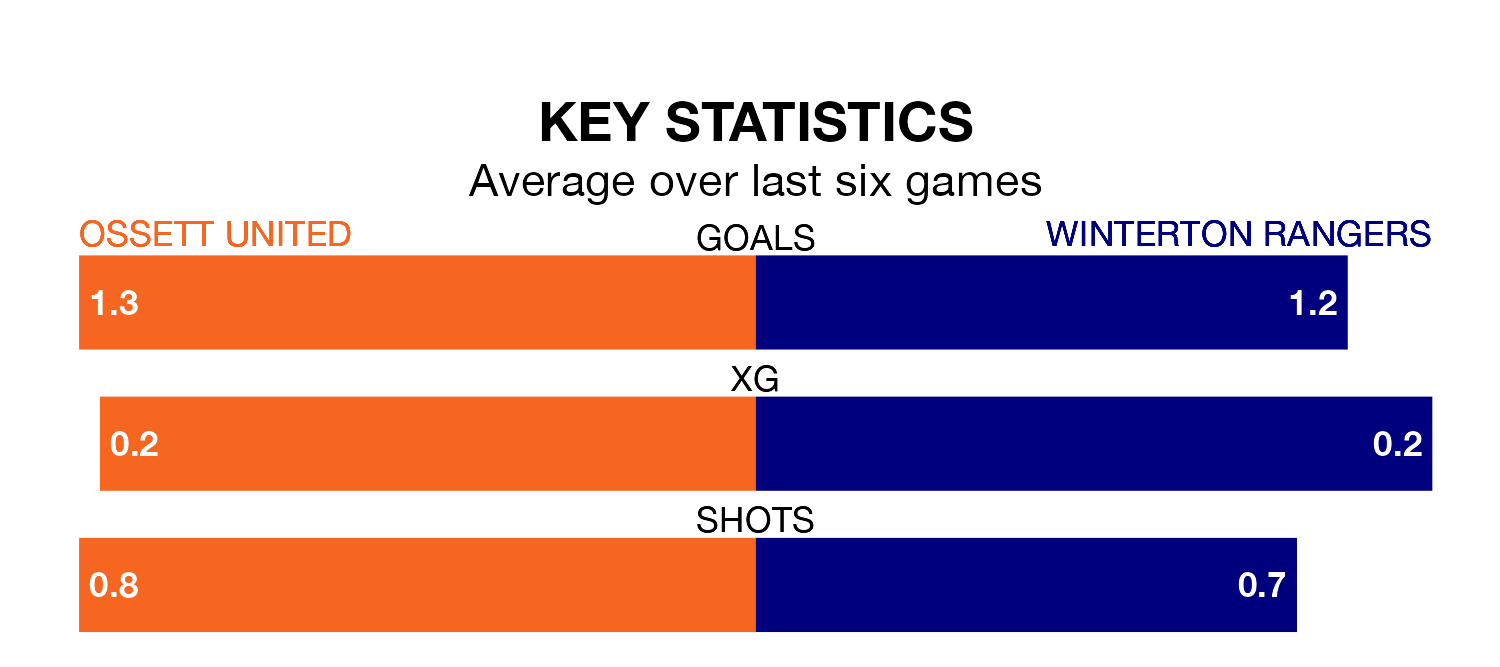 KEY STATISTICS
Average over last six games
OSSETT UNITED
GOALS
WINTERTON RANGERS
1.3
1.2
XG
0.2
0.2
SHOTS
0.8
0.7